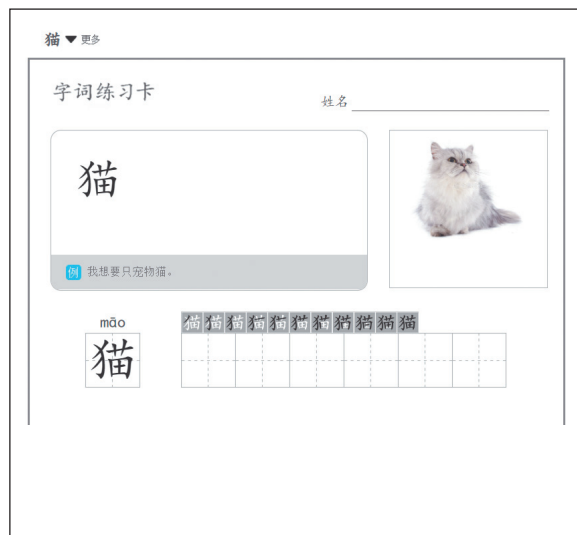 猫 ▼ 更多
字词练习卡
姓名
猫
例 我想要只宠物猫。
māo
猫
猫 猫 猫 猫 猫 猫 猫 猫 猫 猫 猫